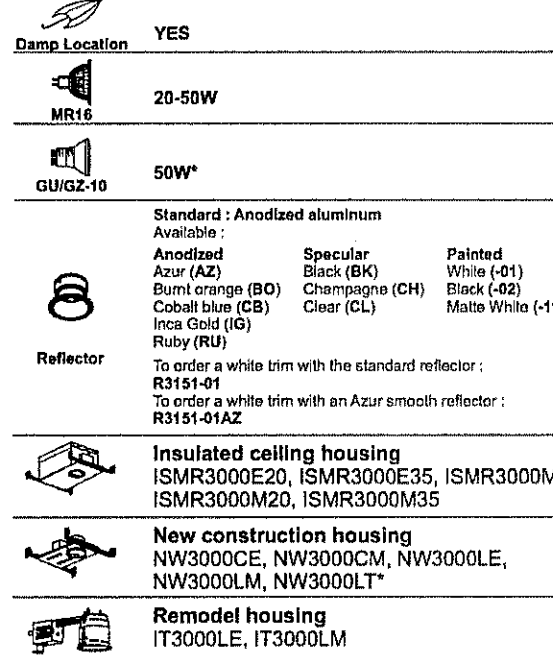 Damp Location
YES
MR16
20-50W
GU/GZ-10
50W*
Reflector
Standard : Anodized aluminum
Available :
Anodized Specular Painted
Azur (AZ) Black (BK) White (-01)
Burnt orange (BO) Champagne (CH) Black (-02)
Cobalt blue (CB) Clear (CL) Matte White (-1
Inca Gold (IG)
Ruby (RU)
To order a white trim with the standard reflector :
R3151-01
To order a white trim with an Azur smooth reflector :
R3151-01AZ
Insulated ceiling housing
ISMR3000E20, ISMR3000E35, ISMR3000M
ISMR3000M20, ISMR3000M35
New construction housing
NW3000CE, NW3000CM, NW3000LE,
NW3000LM, NW3000LT*
Remodel housing
IT3000LE, IT3000LM